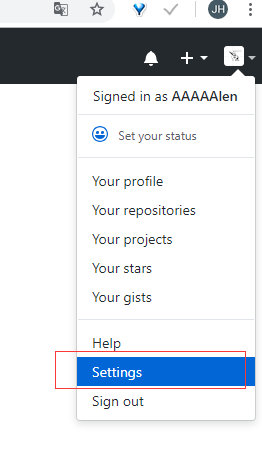 JH
Signed in as AAAAAlen
Set your status
Your profile
Your repositories
Your projects
Your stars
Your gists
Help
Settings
Sign out